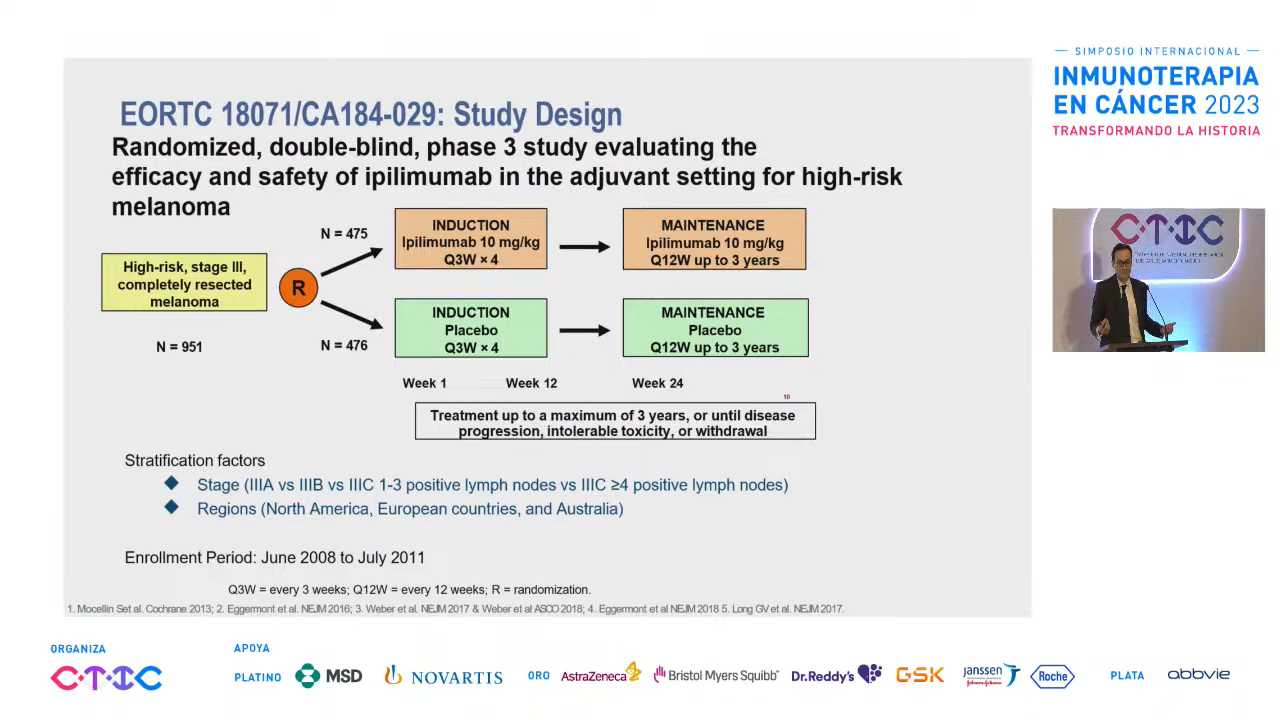 SIMPOSIO INTERNACIONAL
INMUNOTERAPIA
EN CÁNCER 2023
TRANSFORMANDO LA HISTORIA
EORTC 18071/CA184-029: Study Design
Randomized, double-blind, phase 3 study evaluating the
efficacy and safety of ipilimumab in the adjuvant setting for high-risk
melanoma
High-risk, stage III,
completely resected
melanoma
N = 951
R
N = 475
N = 476
INDUCTION
Ipilimumab 10 mg/kg
Q3W × 4
MAINTENANCE
Ipilimumab 10 mg/kg
Q12W up to 3 years
INDUCTION
Placebo
Q3W × 4
MAINTENANCE
Placebo
Q12W up to 3 years
Week 1
Week 12
Week 24
10
Treatment up to a maximum of 3 years, or until disease
progression, intolerable toxicity, or withdrawal
Stratification factors
Stage (IIIA vs IIIB vs IIIC 1-3 positive lymph nodes vs IIIC ≥4 positive lymph nodes)
Regions (North America, European countries, and Australia)
Enrollment Period: June 2008 to July 2011
Q3W = every 3 weeks; Q12W = every 12 weeks; R = randomization.
1. Mocellin Set al. Cochrane 2013; 2. Eggermont et al. NEJM 2016; 3. Weber et al. NEJM 2017 & Weber et al ASCO 2018; 4. Eggermont et al NEJM 2018 5. Long GV et al. NEJM 2017.
CTIC
ORGANIZA
CTIC
APOYA
PLATINO
MSD
NOVARTIS
ORO
AstraZeneca
Bristol Myers Squibb
Dr.Reddy's
GSK
Janssen
Johnson-Johnson
Roche
PLATA
abbvie